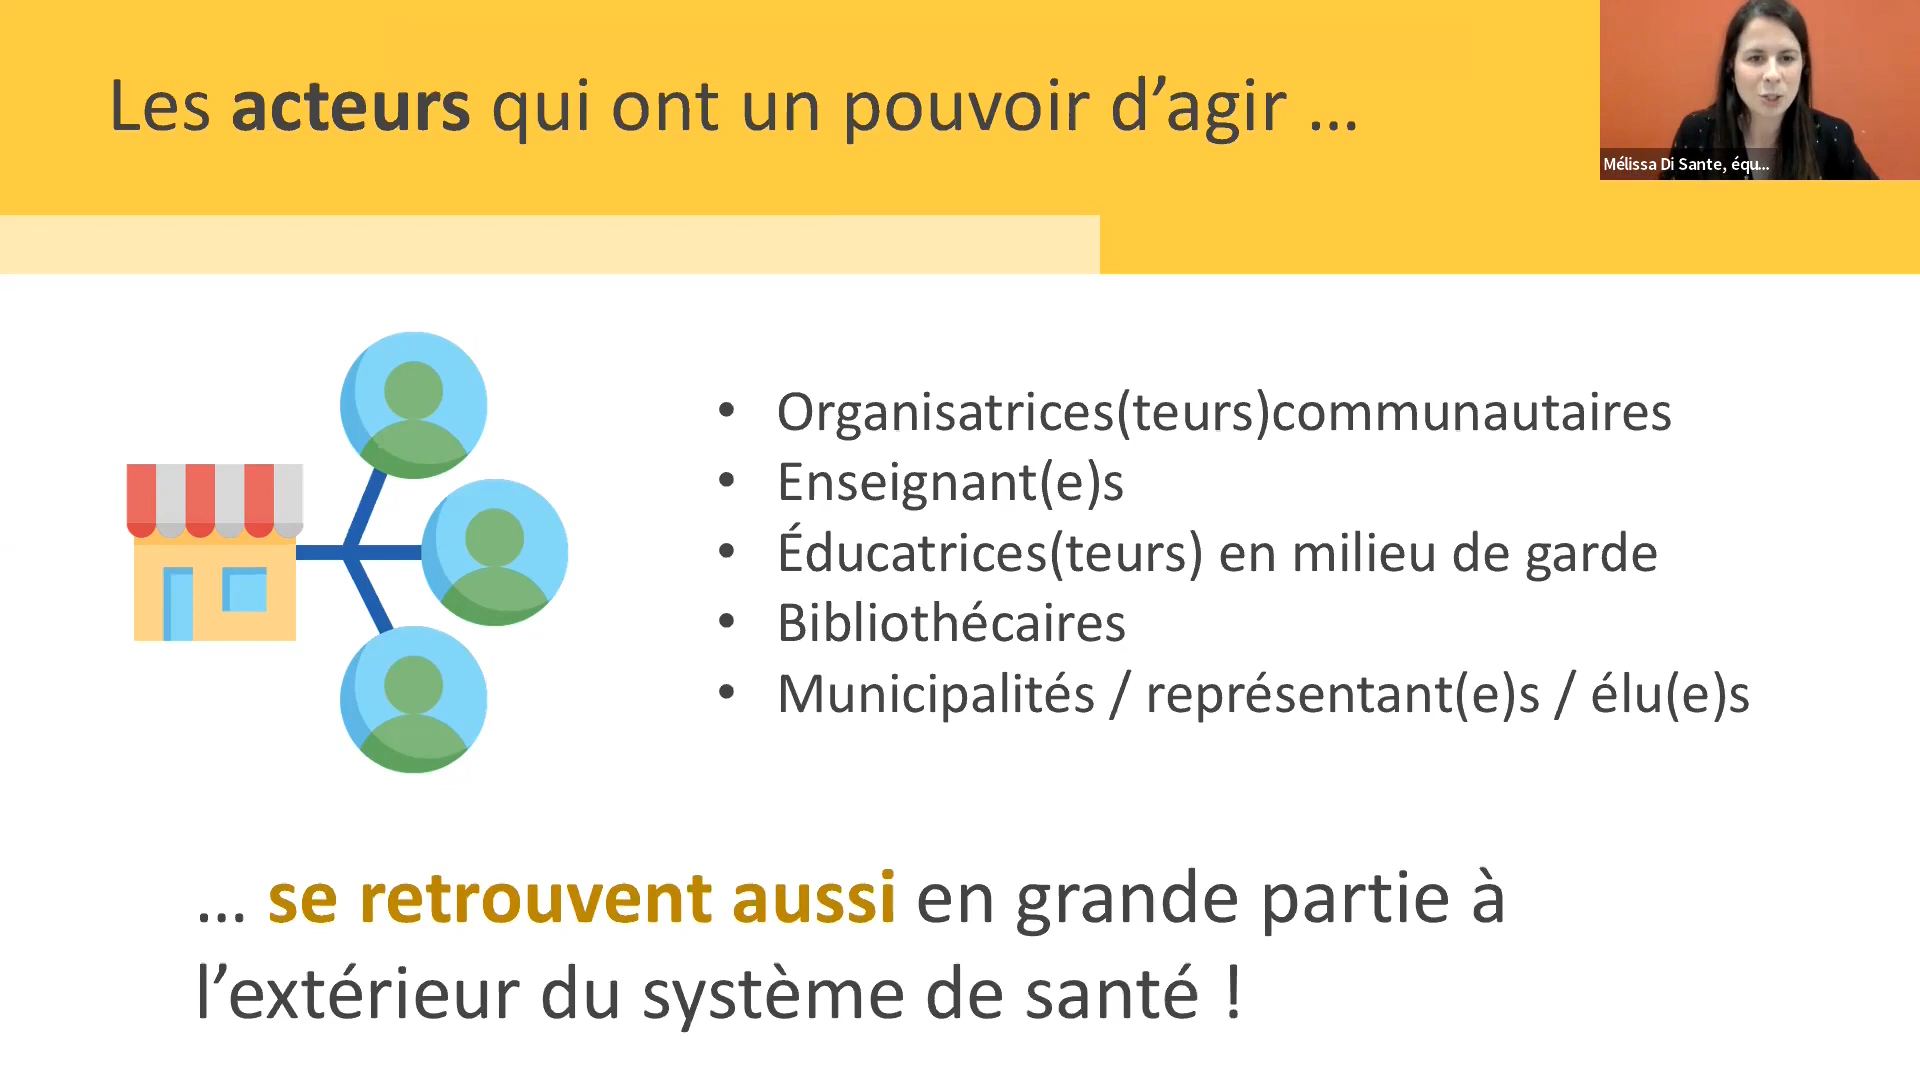 Les acteurs qui ont un pouvoir d’agir ...
Mélissa Di Sante, équ...
• Organisatrices(teurs)communautaires
• Enseignant(e)s
• Éducatrices(teurs) en milieu de garde
• Bibliothécaires
• Municipalités / représentant(e)s / élu(e)s
... se retrouvent aussi en grande partie à
l’extérieur du système de santé !